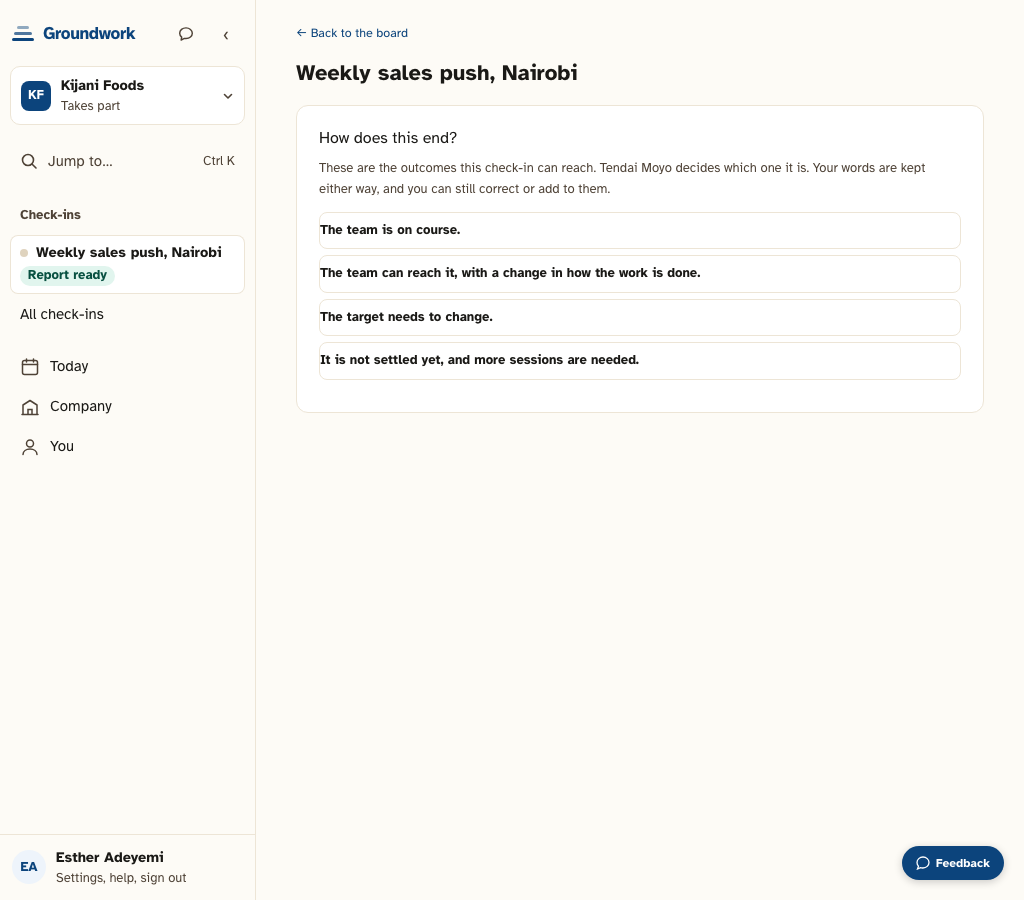 Groundwork
KF
Kijani Foods
Takes part
Jump to...
Ctrl K
Check-ins
Weekly sales push, Nairobi
Report ready
All check-ins
Today
Company
You
EA
Esther Adeyemi
Settings, help, sign out
← Back to the board
Weekly sales push, Nairobi
How does this end?
These are the outcomes this check-in can reach. Tendai Moyo decides which one it is. Your words are kept
either way, and you can still correct or add to them.
The team is on course.
The team can reach it, with a change in how the work is done.
The target needs to change.
It is not settled yet, and more sessions are needed.
Feedback